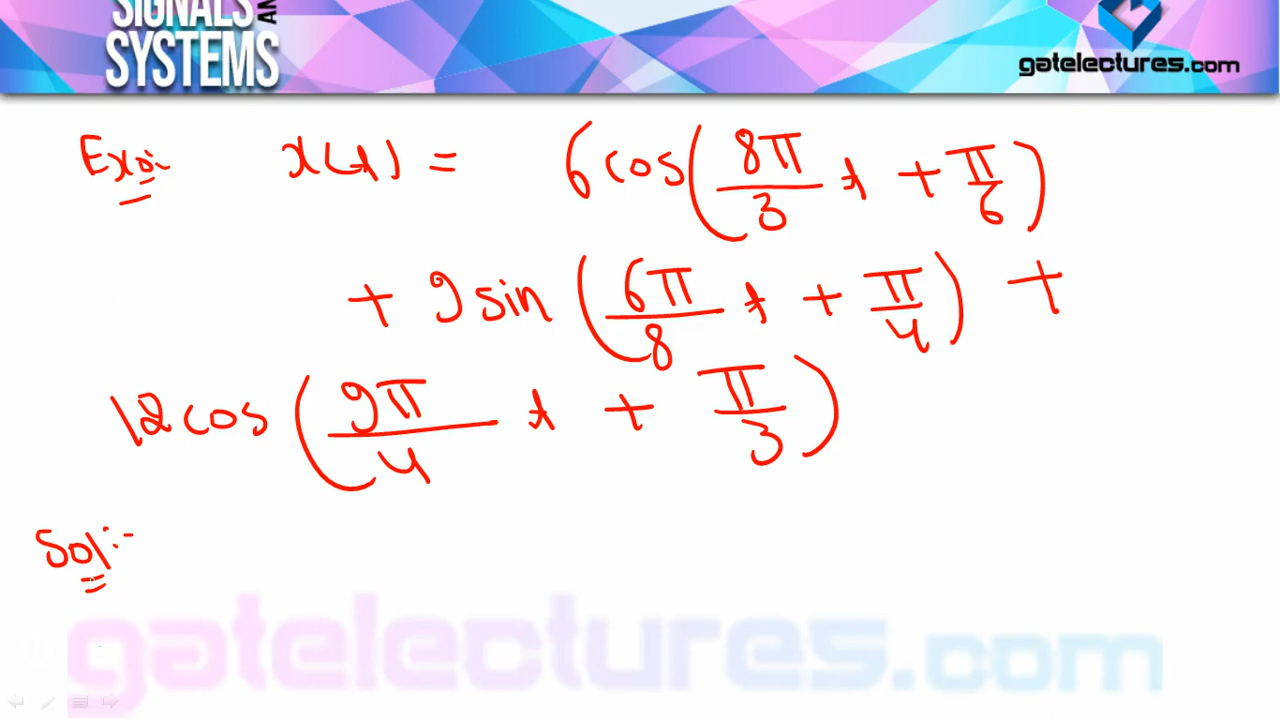 SIGNALS AN
SYSTEMS
gatelectures.com
Ex:- x(t) = 6cos(8π/3 t + π/6)
+ 9sin(6π/8 t + π/4) +
12cos(9π/4 t + π/3)
Sol:-
gatelectures.com